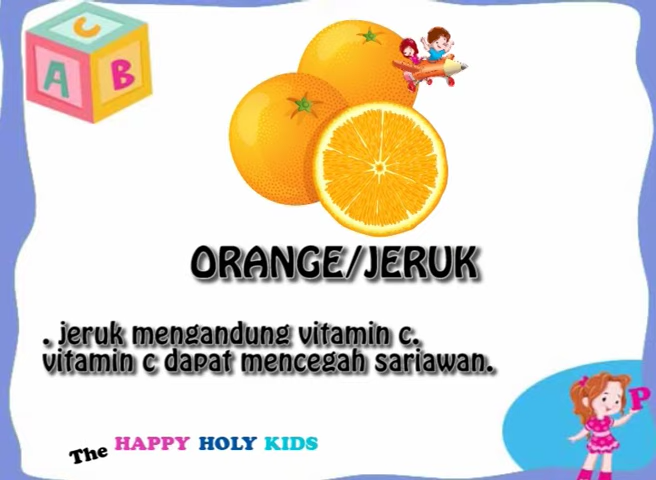 C
A B
ORANGE/JERUK
. jeruk mengandung vitamin c.
vitamin c dapat mencegah sariawan.
P
The HAPPY HOLY KIDS